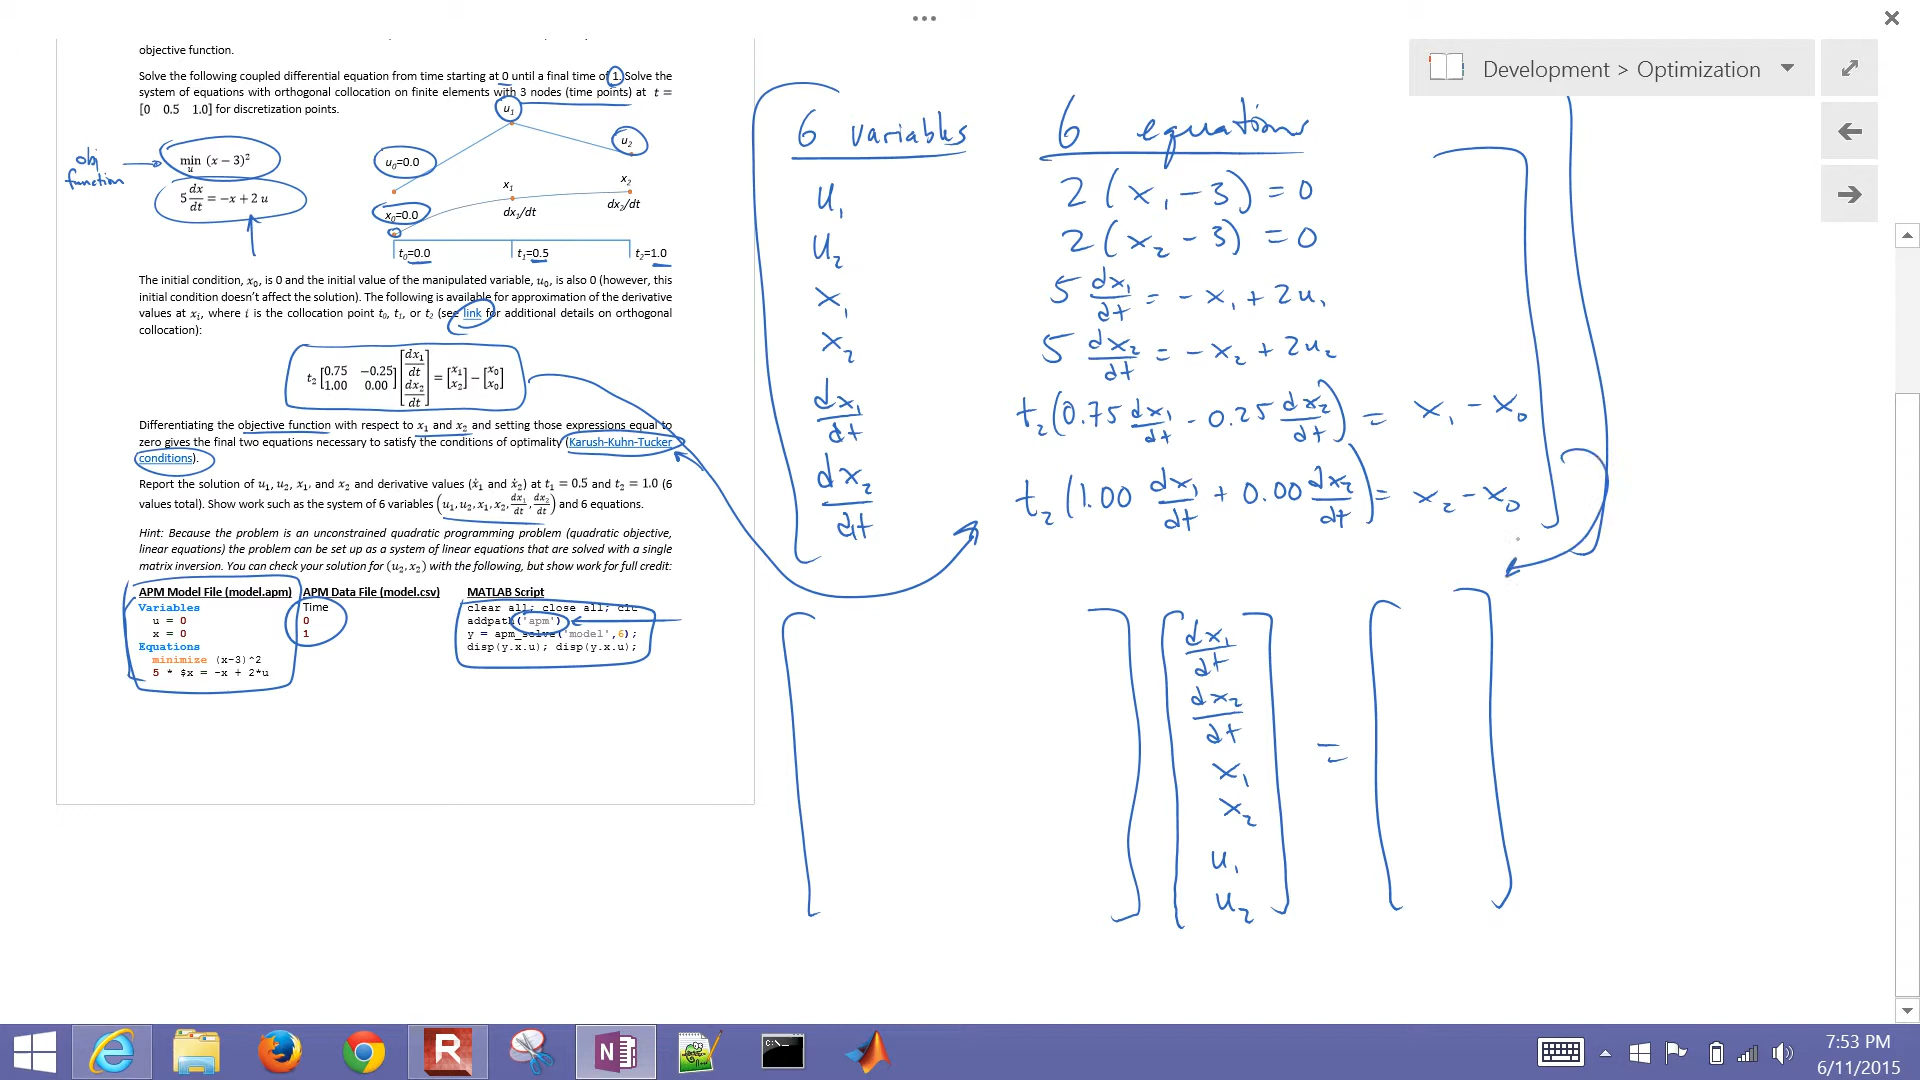 Development > Optimization
objective function.
Solve the following coupled differential equation from time starting at 0 until a final time of 1. Solve the
system of equations with orthogonal collocation on finite elements with 3 nodes (time points) at t =
[0 0.5 1.0] for discretization points.
obj
function
min (x − 3)²
u
5 dx/dt = −x + 2 u
u₁
u₂
u₀=0.0
x₁
x₂
x₀=0.0
dx₁/dt
dx₂/dt
t₀=0.0
t₁=0.5
t₂=1.0
The initial condition, x₀, is 0 and the initial value of the manipulated variable, u₀, is also 0 (however, this
initial condition doesn't affect the solution). The following is available for approximation of the derivative
values at xᵢ, where i is the collocation point t₀, t₁, or t₂ (see link for additional details on orthogonal
collocation):
t₂ [0.75 −0.25; 1.00 0.00] [dx₁/dt; dx₂/dt] = [x₁; x₂] − [x₀; x₀]
Differentiating the objective function with respect to x₁ and x₂ and setting those expressions equal to
zero gives the final two equations necessary to satisfy the conditions of optimality (Karush-Kuhn-Tucker
conditions).
Report the solution of u₁, u₂, x₁, and x₂ and derivative values (ẋ₁ and ẋ₂) at t₁ = 0.5 and t₂ = 1.0 (6
values total). Show work such as the system of 6 variables (u₁, u₂, x₁, x₂, dx₁/dt, dx₂/dt) and 6 equations.
Hint: Because the problem is an unconstrained quadratic programming problem (quadratic objective,
linear equations) the problem can be set up as a system of linear equations that are solved with a single
matrix inversion. You can check your solution for (u₂, x₂) with the following, but show work for full credit:
APM Model File (model.apm)
Variables
u = 0
x = 0
Equations
minimize (x-3)^2
5 * $x = -x + 2*u
APM Data File (model.csv)
Time
0
1
MATLAB Script
clear all; close all; clc
addpath('apm')
y = apm_solve('model',6);
disp(y.x.u); disp(y.x.u);
6 variables
u₁
u₂
x₁
x₂
dx₁/dt
dx₂/dt
6 equations
2 (x₁ − 3) = 0
2 (x₂ − 3) = 0
5 dx₁/dt = − x₁ + 2u₁
5 dx₂/dt = − x₂ + 2u₂
t₂ (0.75 dx₁/dt − 0.25 dx₂/dt) = x₁ − x₀
t₂ (1.00 dx₁/dt + 0.00 dx₂/dt) = x₂ − x₀
dx₁/dt
dx₂/dt
x₁
x₂
=
u₁
u₂
7:53 PM
6/11/2015